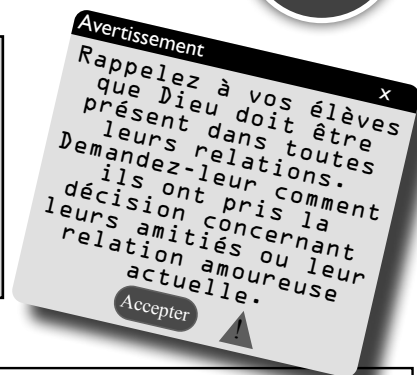 Avertissement
x
Rappelez à vos élèves
que Dieu doit être
présent dans toutes
leurs relations.
Demandez-leur comment
ils ont pris la
décision concernant
leurs amitiés ou leur
relation amoureuse
actuelle.
Accepter
!